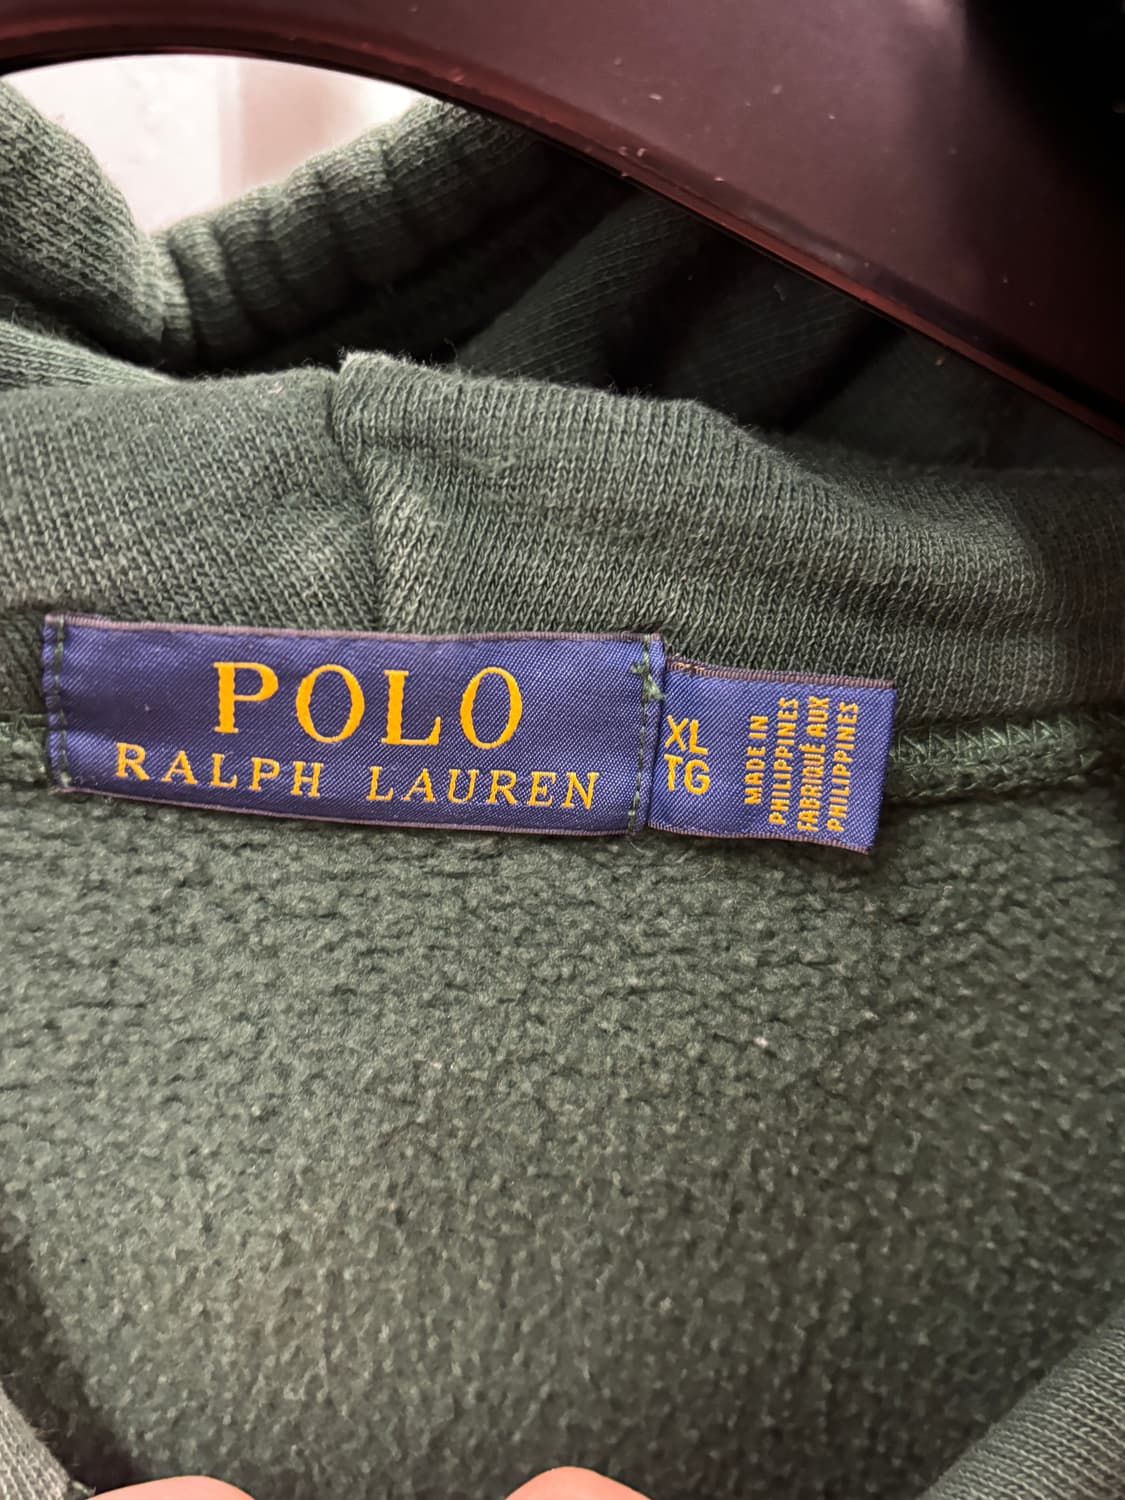 POLO
RALPH LAUREN
XL
TG
MADE IN
PHILIPPINES
FABRIQUÉ AUX
PHILIPPINES